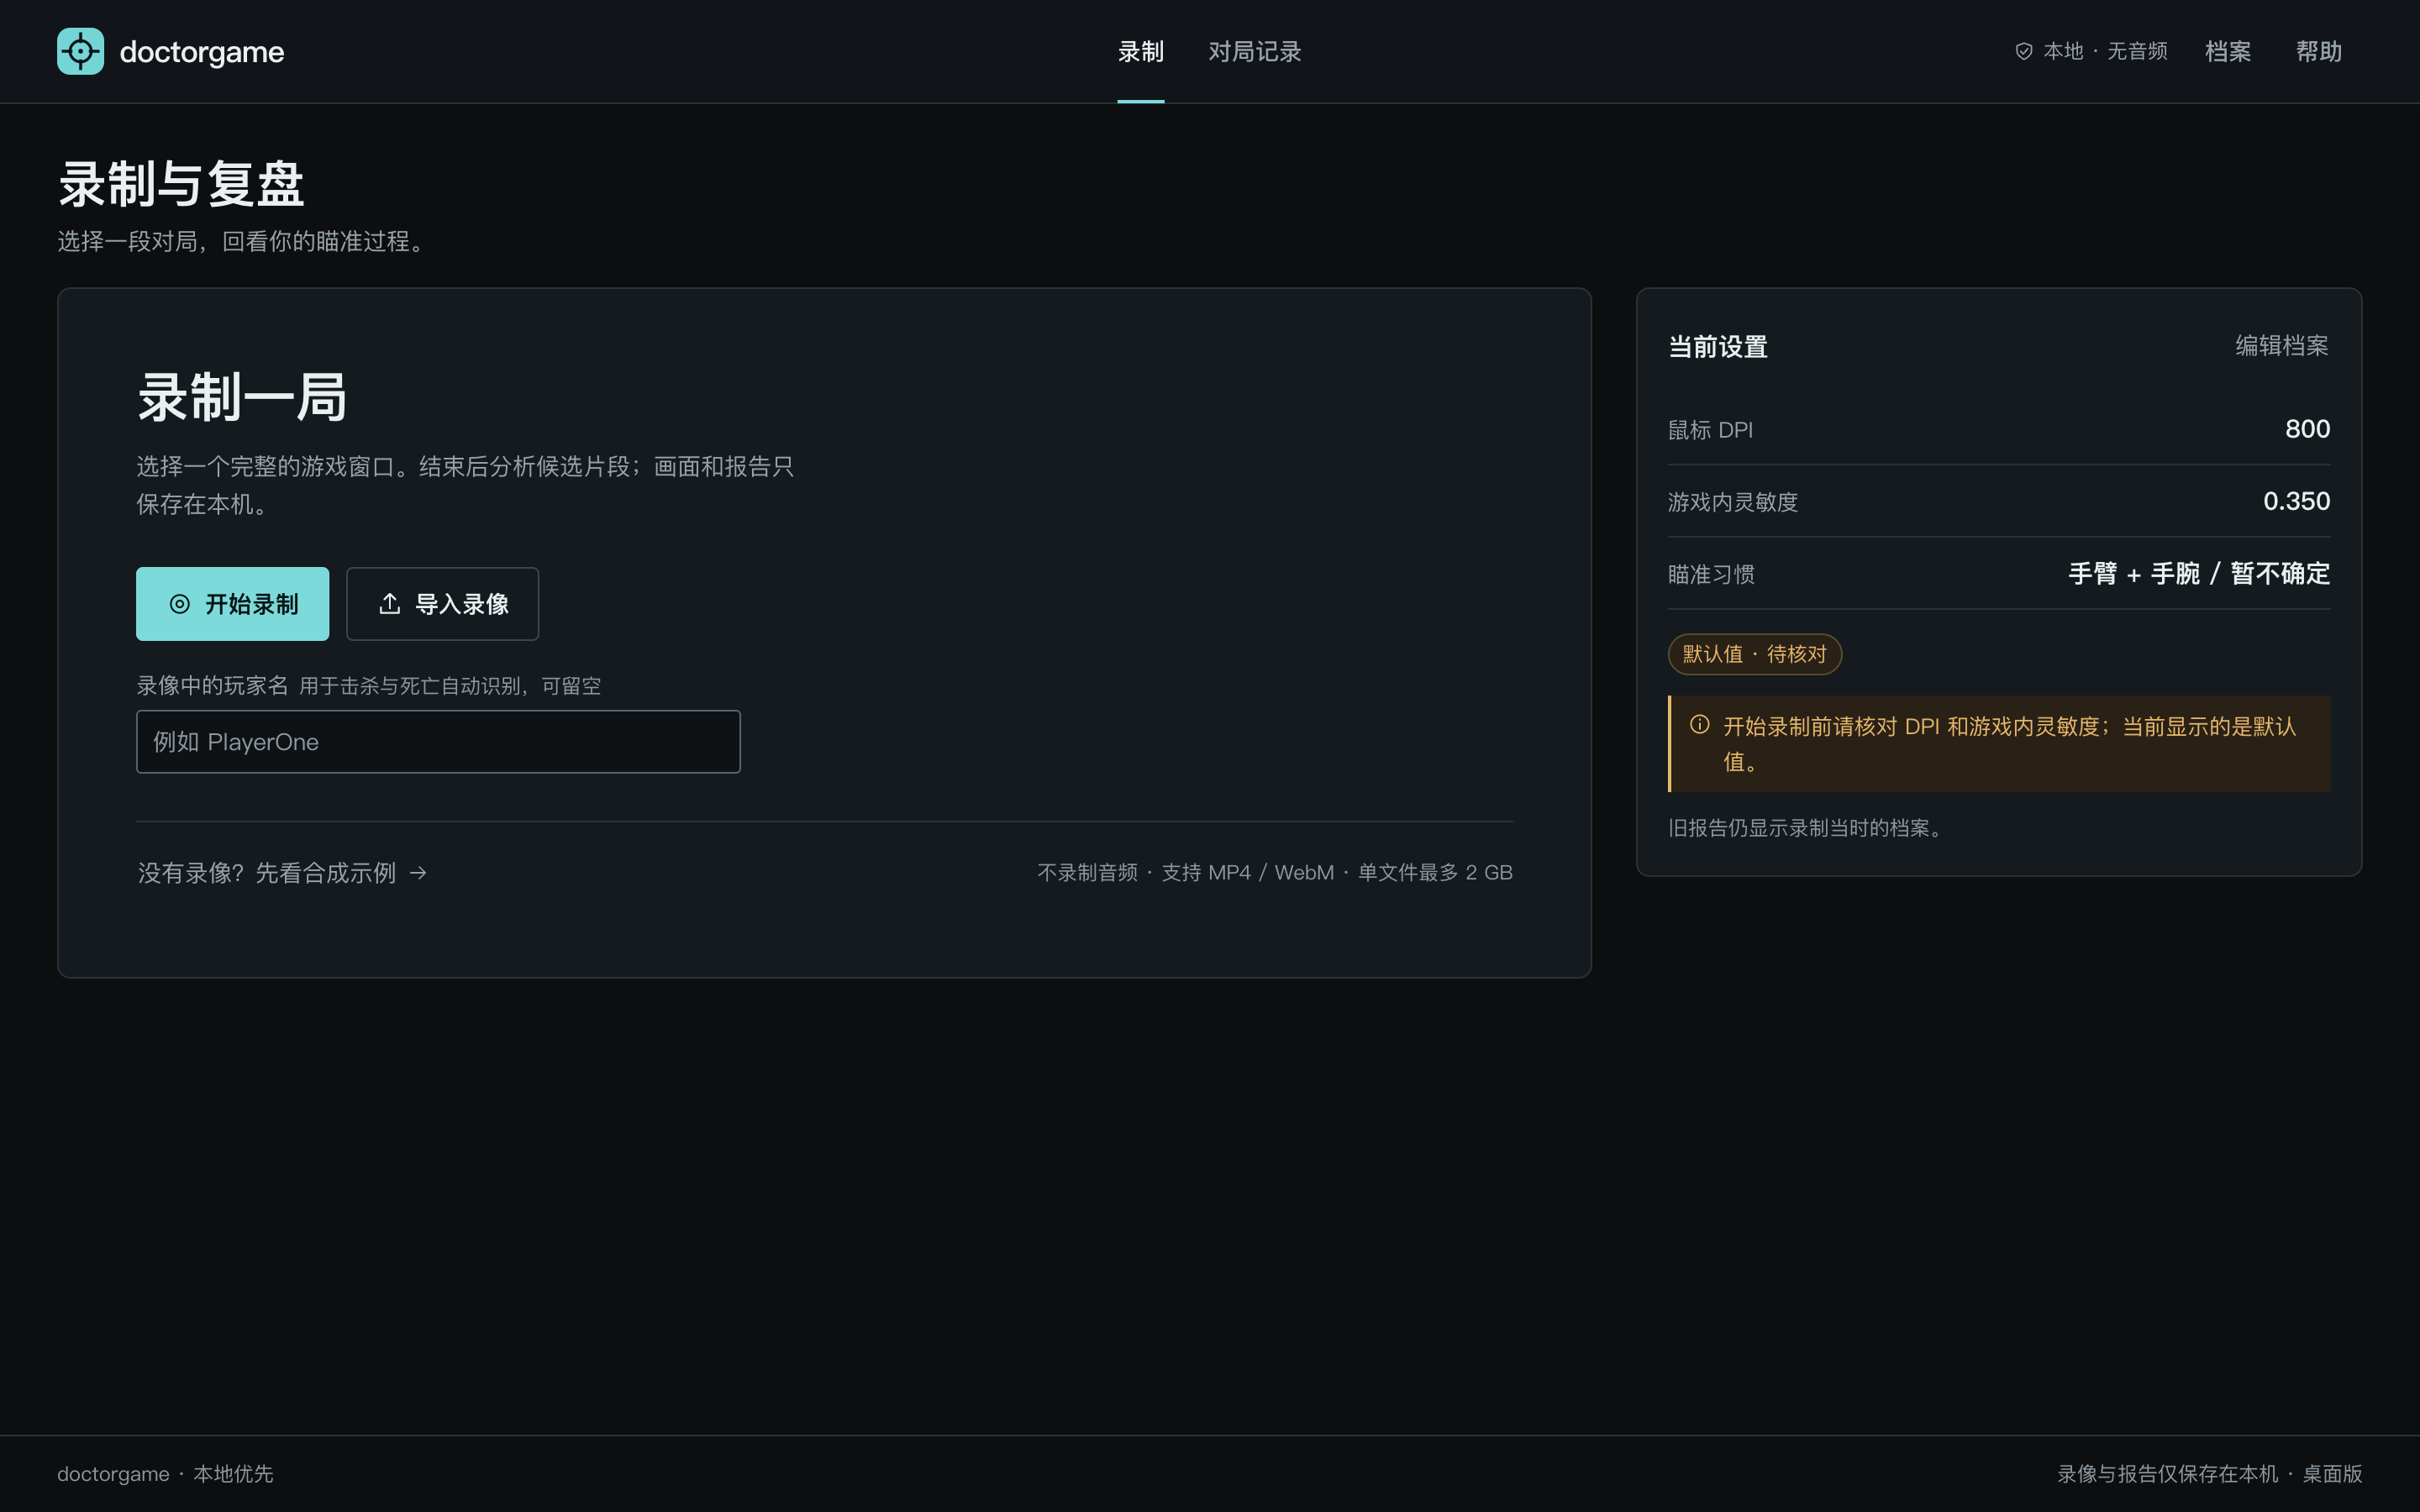 doctorgame
录制
对局记录
本地 · 无音频
档案
帮助
录制与复盘
选择一段对局，回看你的瞄准过程。
录制一局
选择一个完整的游戏窗口。结束后分析候选片段；画面和报告只
保存在本机。
开始录制
导入录像
录像中的玩家名 用于击杀与死亡自动识别，可留空
例如 PlayerOne
没有录像？先看合成示例 →
不录制音频 · 支持 MP4 / WebM · 单文件最多 2 GB
当前设置
编辑档案
鼠标 DPI
800
游戏内灵敏度
0.350
瞄准习惯
手臂 + 手腕 / 暂不确定
默认值 · 待核对
开始录制前请核对 DPI 和游戏内灵敏度；当前显示的是默认
值。
旧报告仍显示录制当时的档案。
doctorgame · 本地优先
录像与报告仅保存在本机 · 桌面版